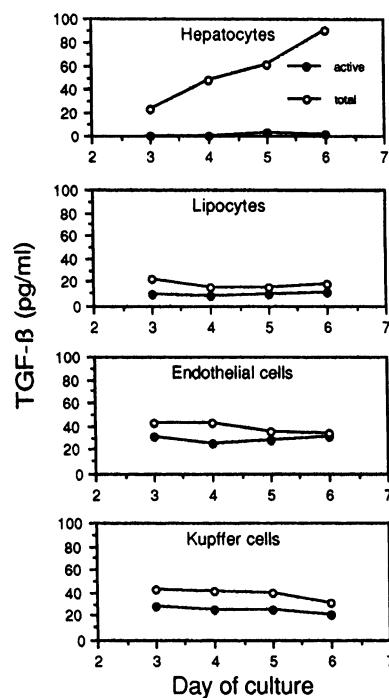 Hepatocytes
100
80
60
40
20
0
active
total
2 3 4 5 6 7
Lipocytes
100
80
60
40
20
0
2 3 4 5 6 7
Endothelial cells
100
80
60
40
20
0
2 3 4 5 6 7
Kupffer cells
100
80
60
40
20
0
2 3 4 5 6 7
TGF-ß (pg/ml)
Day of culture